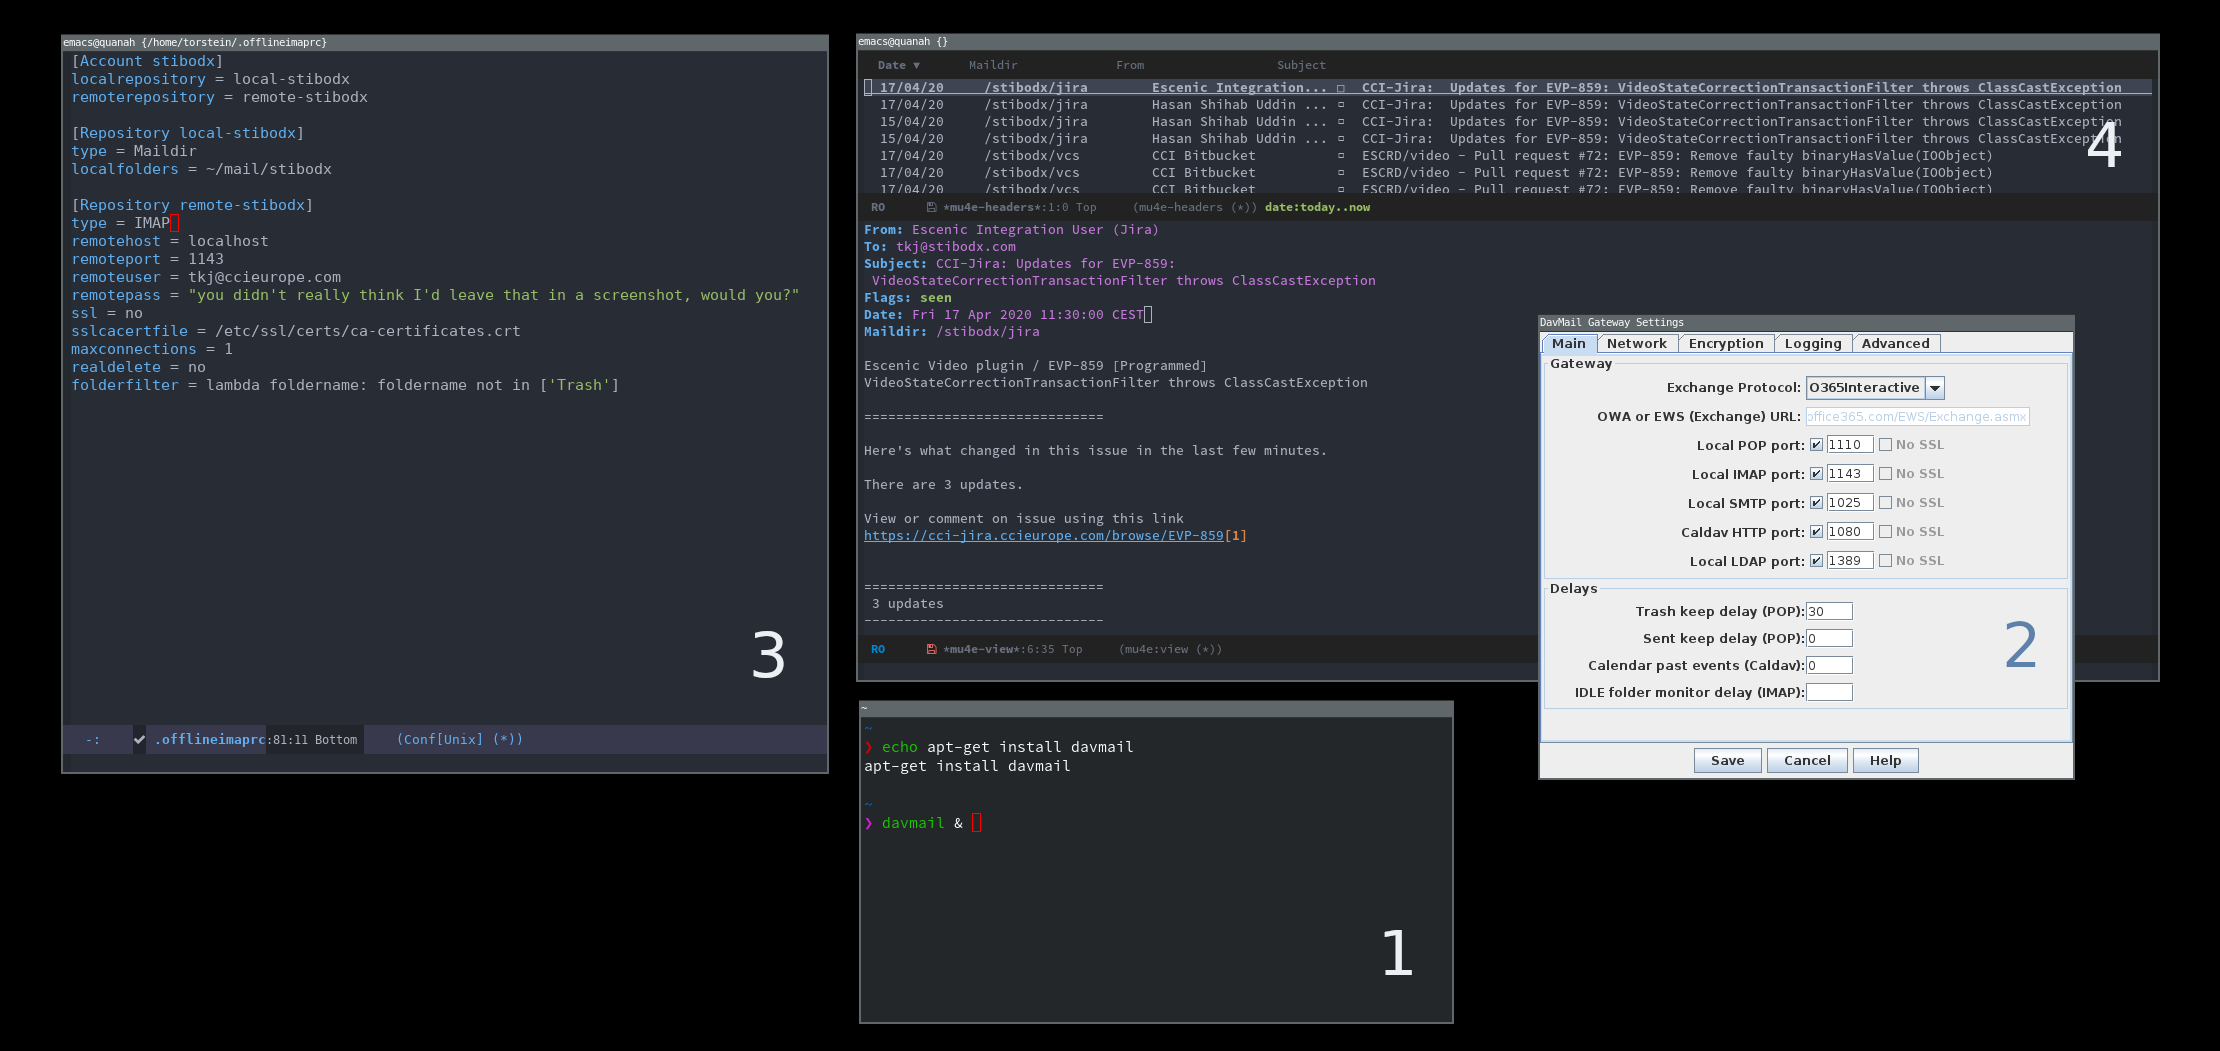 emacs@quanah {/home/torstein/.offlineimaprc}
[Account stibodx]
localrepository = local-stibodx
remoterepository = remote-stibodx
[Repository local-stibodx]
type = Maildir
localfolders = ~/mail/stibodx
[Repository remote-stibodx]
type = IMAP
remotehost = localhost
remoteport = 1143
remoteuser = tkj@ccieurope.com
remotepass = "you didn't really think I'd leave that in a screenshot, would you?"
ssl = no
sslcacertfile = /etc/ssl/certs/ca-certificates.crt
maxconnections = 1
realdelete = no
folderfilter = lambda foldername: foldername not in ['Trash']
3
-: ✔ .offlineimaprc:81:11 Bottom (Conf[Unix] (*))
emacs@quanah {}
Date ▼ Maildir From Subject
17/04/20 /stibodx/jira Escenic Integration... □ CCI-Jira: Updates for EVP-859: VideoStateCorrectionTransactionFilter throws ClassCastException
17/04/20 /stibodx/jira Hasan Shihab Uddin ... ▫ CCI-Jira: Updates for EVP-859: VideoStateCorrectionTransactionFilter throws ClassCastException
15/04/20 /stibodx/jira Hasan Shihab Uddin ... ▫ CCI-Jira: Updates for EVP-859: VideoStateCorrectionTransactionFilter throws ClassCastException
15/04/20 /stibodx/jira Hasan Shihab Uddin ... ▫ CCI-Jira: Updates for EVP-859: VideoStateCorrectionTransactionFilter throws ClassCastException
17/04/20 /stibodx/vcs CCI Bitbucket ▫ ESCRD/video - Pull request #72: EVP-859: Remove faulty binaryHasValue(IOObject)
17/04/20 /stibodx/vcs CCI Bitbucket ▫ ESCRD/video - Pull request #72: EVP-859: Remove faulty binaryHasValue(IOObject)
17/04/20 /stibodx/vcs CCI Bitbucket ▫ ESCRD/video - Pull request #72: EVP-859: Remove faulty binaryHasValue(IOObject)
4
RO *mu4e-headers*:1:0 Top (mu4e-headers (*)) date:today..now
From: Escenic Integration User (Jira)
To: tkj@stibodx.com
Subject: CCI-Jira: Updates for EVP-859:
VideoStateCorrectionTransactionFilter throws ClassCastException
Flags: seen
Date: Fri 17 Apr 2020 11:30:00 CEST
Maildir: /stibodx/jira
Escenic Video plugin / EVP-859 [Programmed]
VideoStateCorrectionTransactionFilter throws ClassCastException
==============================
Here's what changed in this issue in the last few minutes.
There are 3 updates.
View or comment on issue using this link
https://cci-jira.ccieurope.com/browse/EVP-859[1]
==============================
3 updates
------------------------------
RO *mu4e-view*:6:35 Top (mu4e:view (*))
DavMail Gateway Settings
Main Network Encryption Logging Advanced
Gateway
Exchange Protocol: O365Interactive
OWA or EWS (Exchange) URL: office365.com/EWS/Exchange.asmx
Local POP port: 1110 No SSL
Local IMAP port: 1143 No SSL
Local SMTP port: 1025 No SSL
Caldav HTTP port: 1080 No SSL
Local LDAP port: 1389 No SSL
Delays
Trash keep delay (POP): 30
Sent keep delay (POP): 0
Calendar past events (Caldav): 0
IDLE folder monitor delay (IMAP):
2
Save Cancel Help
~
~
❯ echo apt-get install davmail
apt-get install davmail
~
❯ davmail &
1